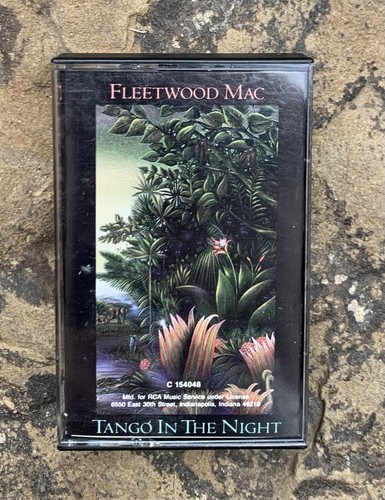 FLEETWOOD MAC
C 154048
Mfd. for RCA Music Service under License
6550 East 30th Street, Indianapolis, Indiana 46219
TANGO IN THE NIGHT